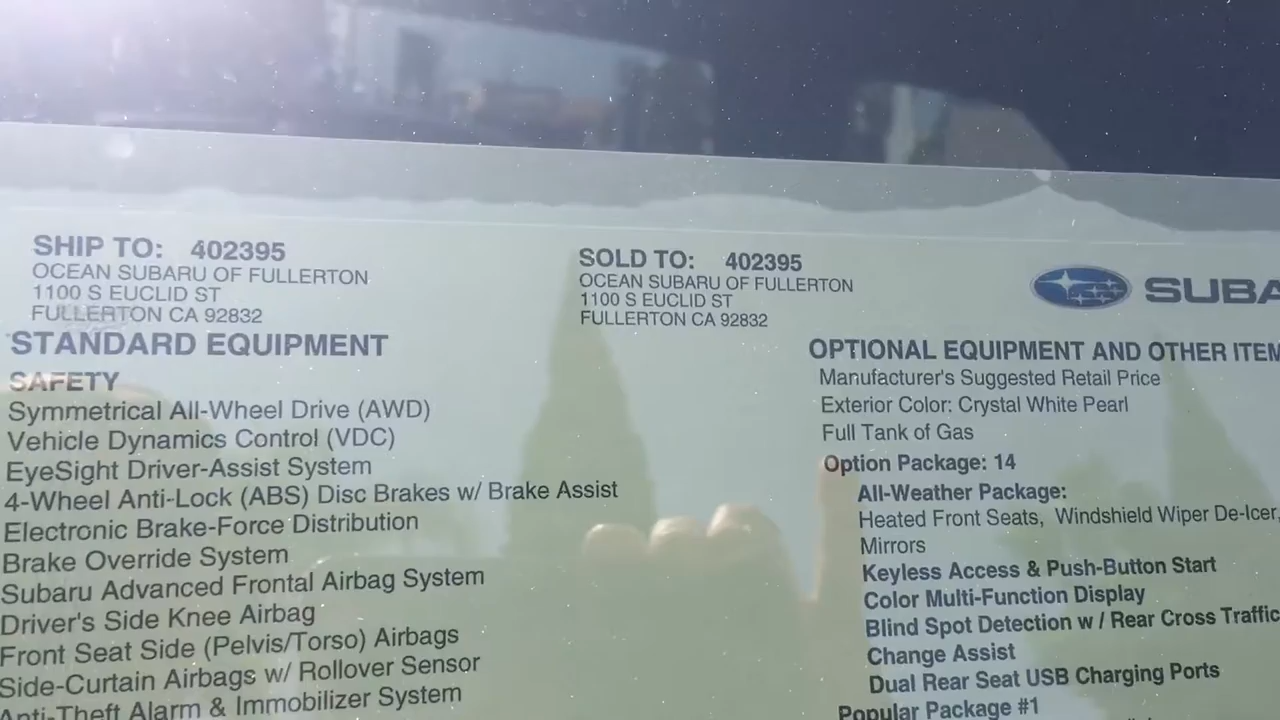 SHIP TO: 402395
OCEAN SUBARU OF FULLERTON
1100 S EUCLID ST
FULLERTON CA 92832
SOLD TO: 402395
OCEAN SUBARU OF FULLERTON
1100 S EUCLID ST
FULLERTON CA 92832
SUBA
STANDARD EQUIPMENT
SAFETY
Symmetrical All-Wheel Drive (AWD)
Vehicle Dynamics Control (VDC)
EyeSight Driver-Assist System
4-Wheel Anti-Lock (ABS) Disc Brakes w/ Brake Assist
Electronic Brake-Force Distribution
Brake Override System
Subaru Advanced Frontal Airbag System
Driver's Side Knee Airbag
Front Seat Side (Pelvis/Torso) Airbags
Side-Curtain Airbags w/ Rollover Sensor
Anti-Theft Alarm & Immobilizer System
OPTIONAL EQUIPMENT AND OTHER ITEM
Manufacturer's Suggested Retail Price
Exterior Color: Crystal White Pearl
Full Tank of Gas
Option Package: 14
All-Weather Package:
Heated Front Seats, Windshield Wiper De-Icer,
Mirrors
Keyless Access & Push-Button Start
Color Multi-Function Display
Blind Spot Detection w / Rear Cross Traffic
Change Assist
Dual Rear Seat USB Charging Ports
Popular Package #1